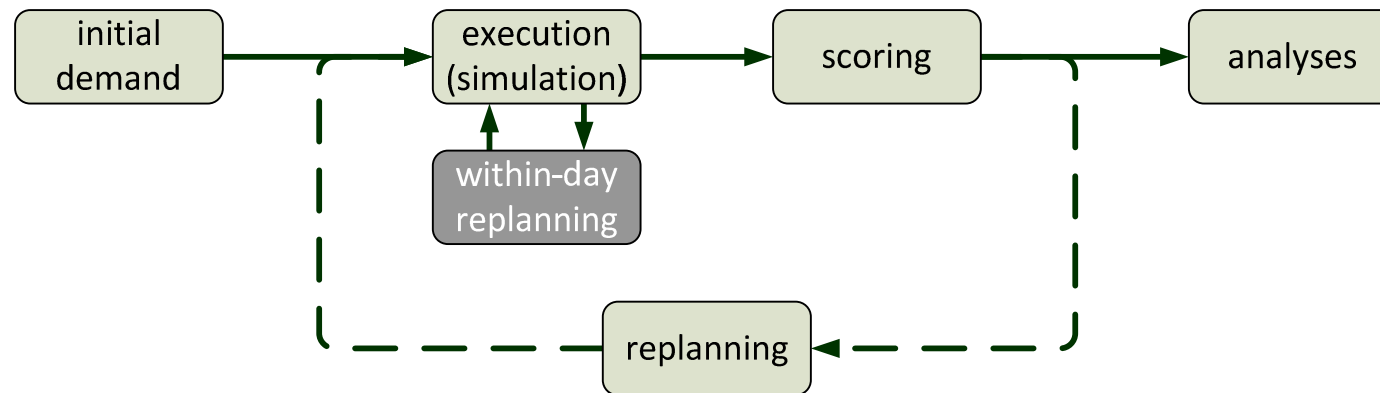 initial
demand
execution
(simulation)
scoring
analyses
within-day
replanning
replanning